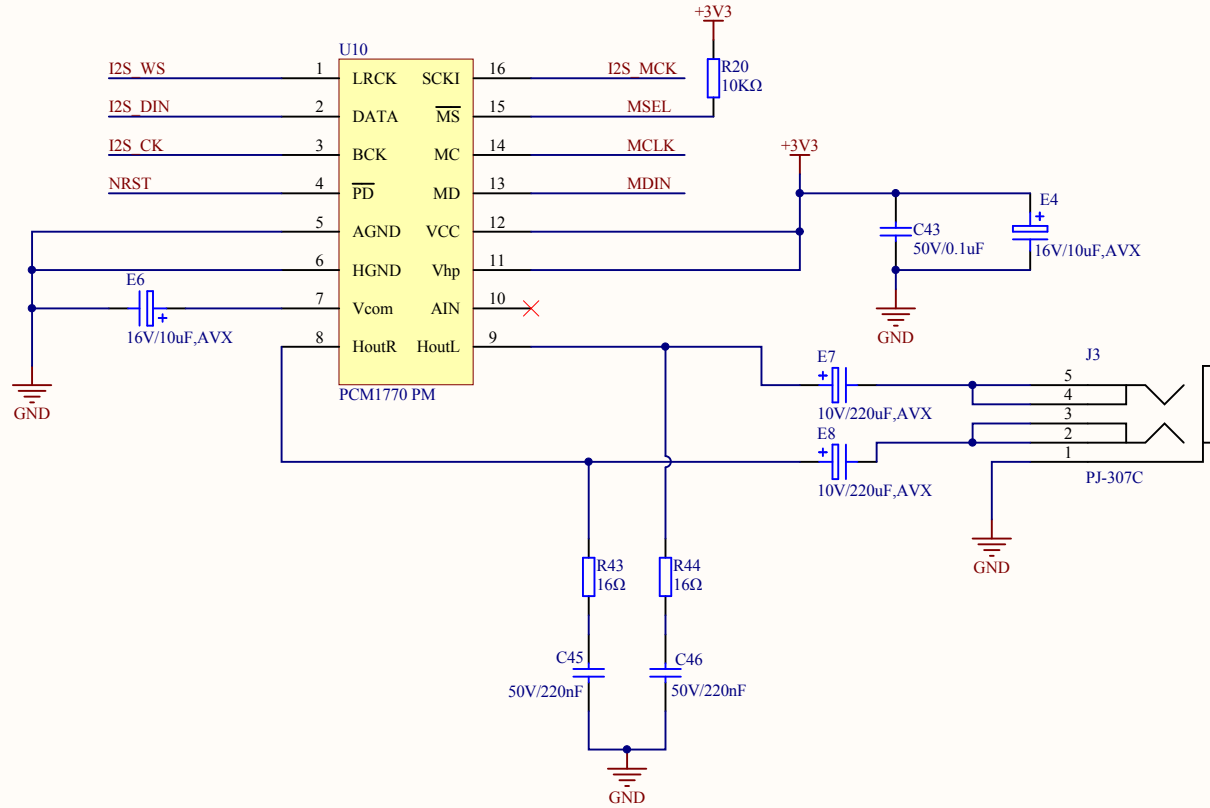 +3V3
U10
I2S_WS 1 LRCK SCKI 16 I2S_MCK
R20
10KΩ
I2S_DIN 2 DATA MS 15 MSEL
I2S_CK 3 BCK MC 14 MCLK
+3V3
NRST 4 PD MD 13 MDIN
5 AGND VCC 12
E4
+
C43
50V/0.1uF
16V/10uF,AVX
6 HGND Vhp 11
E6
+
16V/10uF,AVX
7 Vcom AIN 10
8 HoutR HoutL 9
GND
PCM1770 PM
GND
E7
+
10V/220uF,AVX
J3
5
4
3
2
1
PJ-307C
E8
+
10V/220uF,AVX
GND
R43
16Ω
R44
16Ω
C45
50V/220nF
C46
50V/220nF
GND